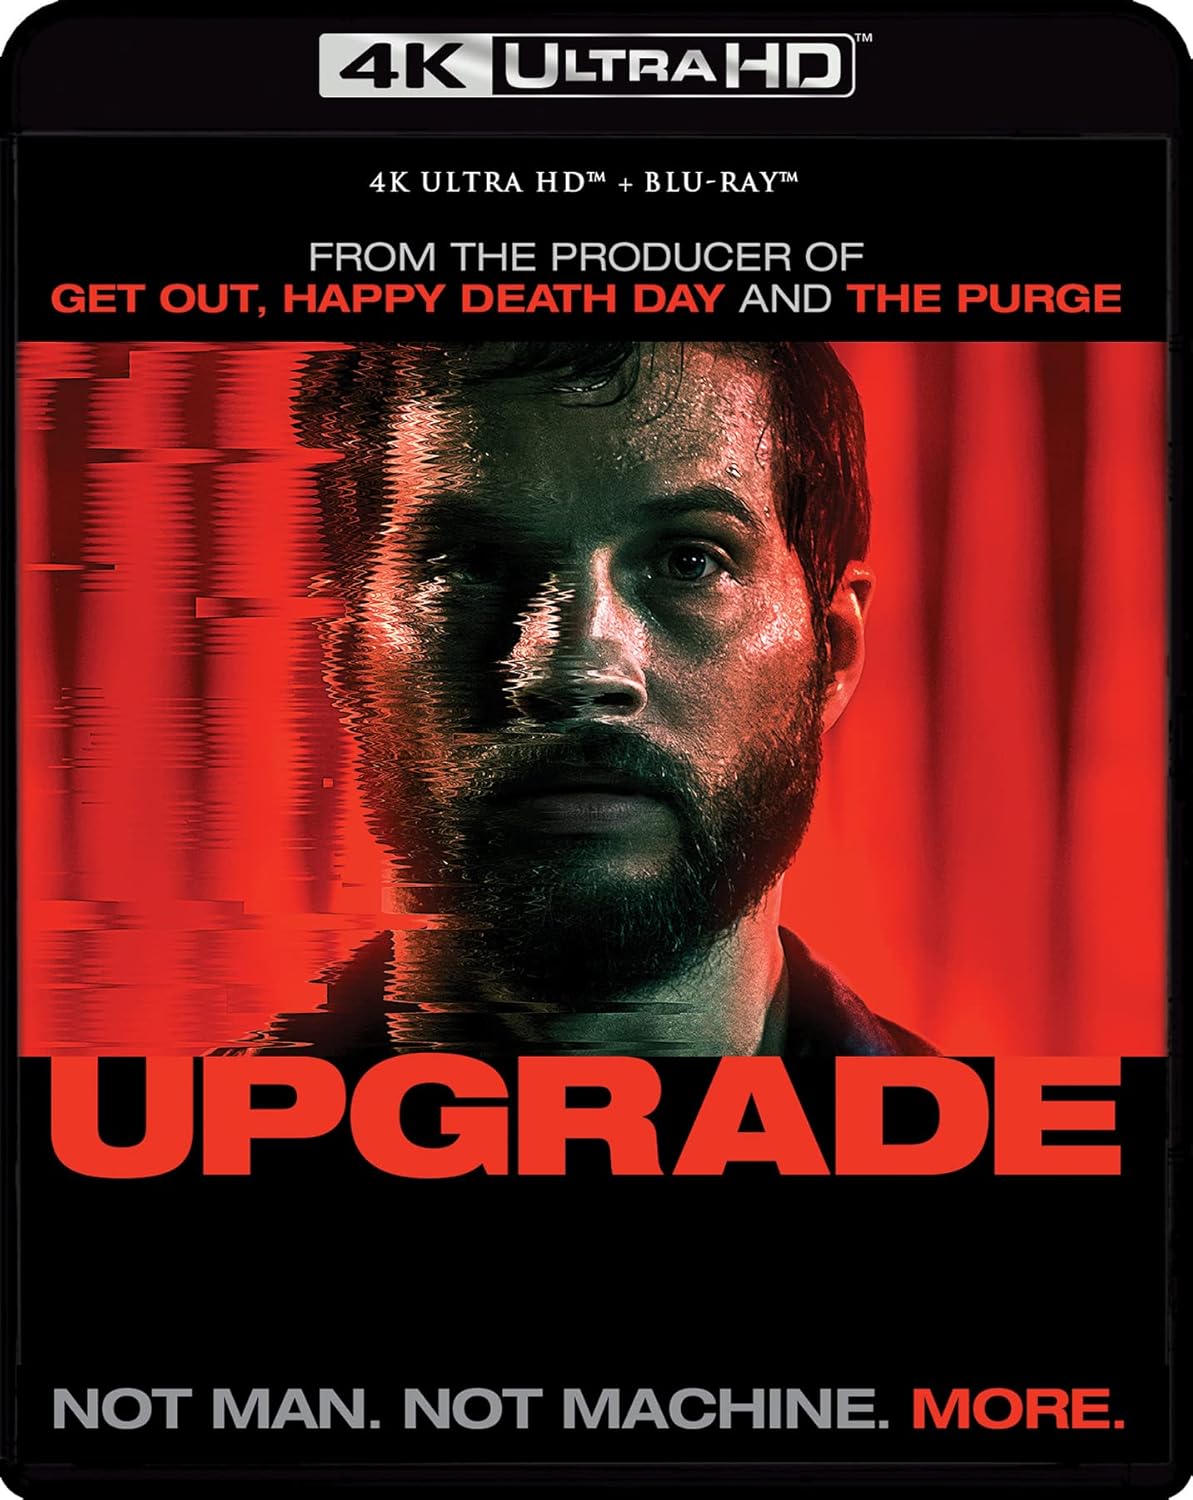 4K ULTRA HD™
4K ULTRA HD™ + BLU-RAY™
FROM THE PRODUCER OF
GET OUT, HAPPY DEATH DAY AND THE PURGE
UPGRADE
NOT MAN. NOT MACHINE. MORE.